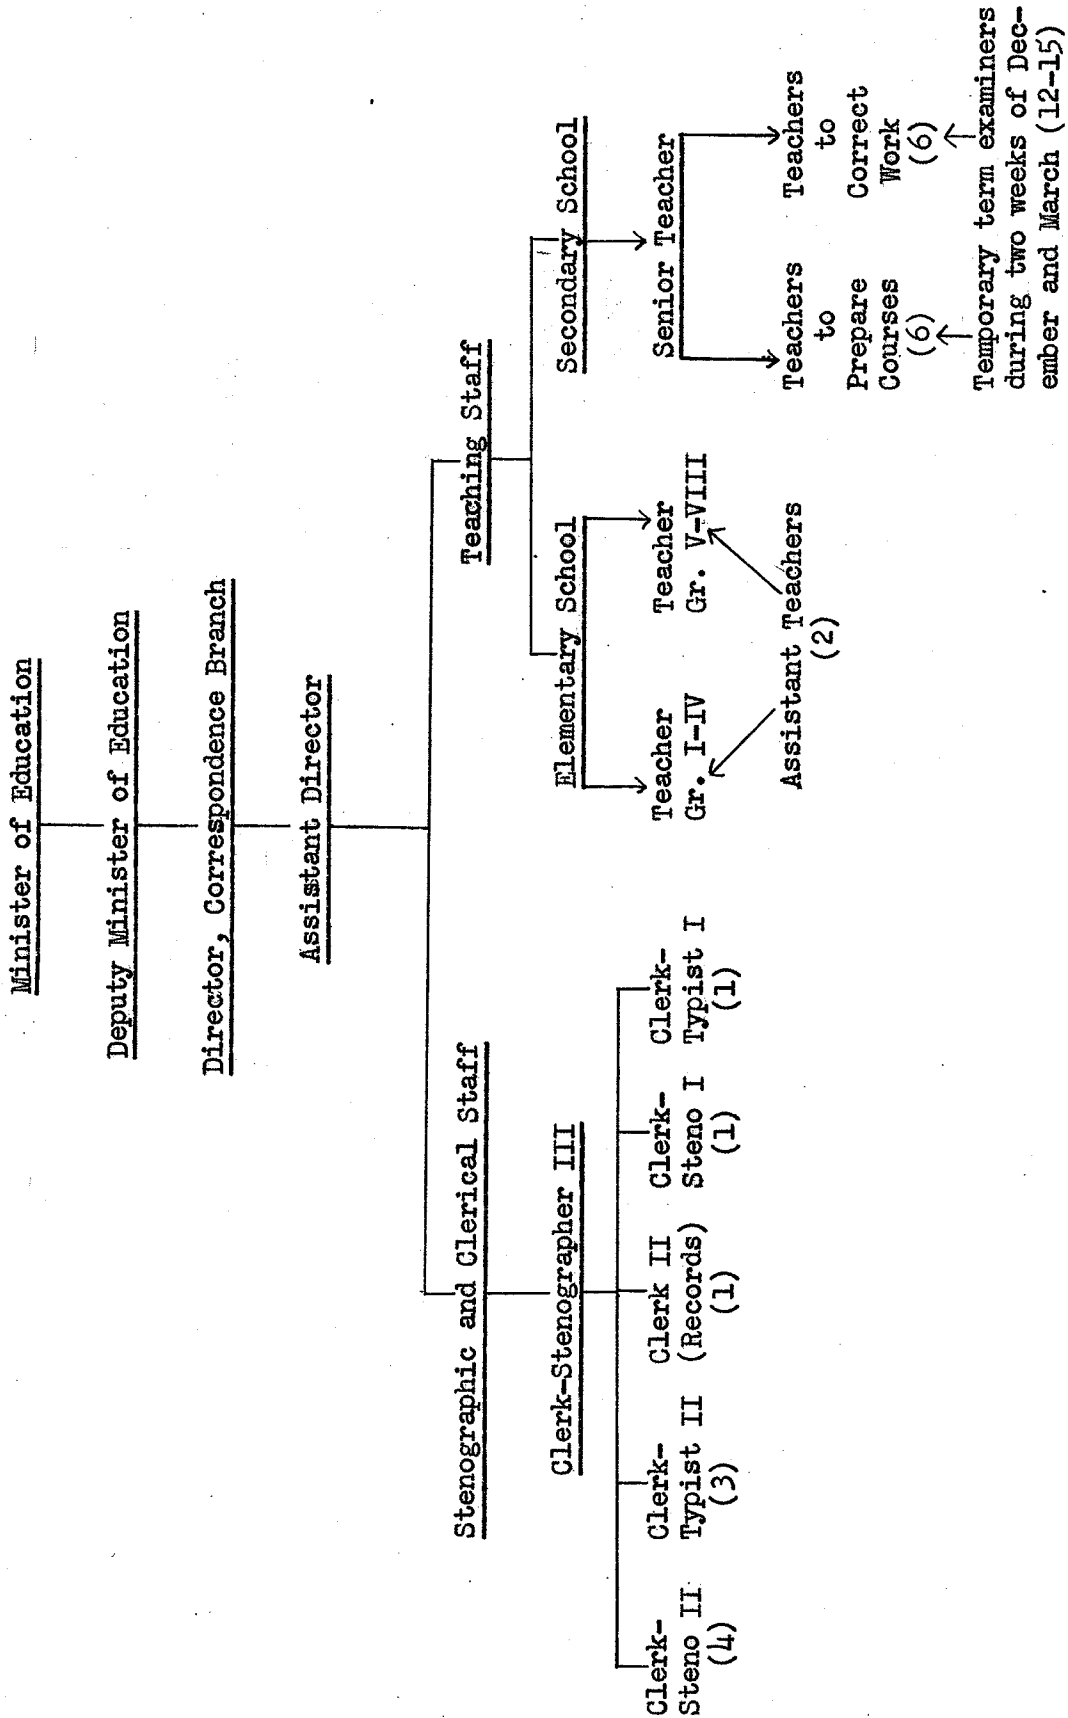 Minister of Education
Deputy Minister of Education
Director, Correspondence Branch
Assistant Director
Stenographic and Clerical Staff
Clerk-Stenographer III
Clerk-
Steno II
(4)
Clerk-
Typist II
(3)
Clerk II
(Records)
(1)
Clerk-
Steno I
(1)
Clerk-
Typist I
(1)
Teaching Staff
Elementary School
Teacher
Gr. I-IV
Teacher
Gr. V-VIII
Assistant Teachers
(2)
Secondary School
Senior Teacher
Teachers
to
Prepare
Courses
(6)
Teachers
to
Correct
Work
(6)
Temporary term examiners
during two weeks of Dec-
ember and March (12-15)